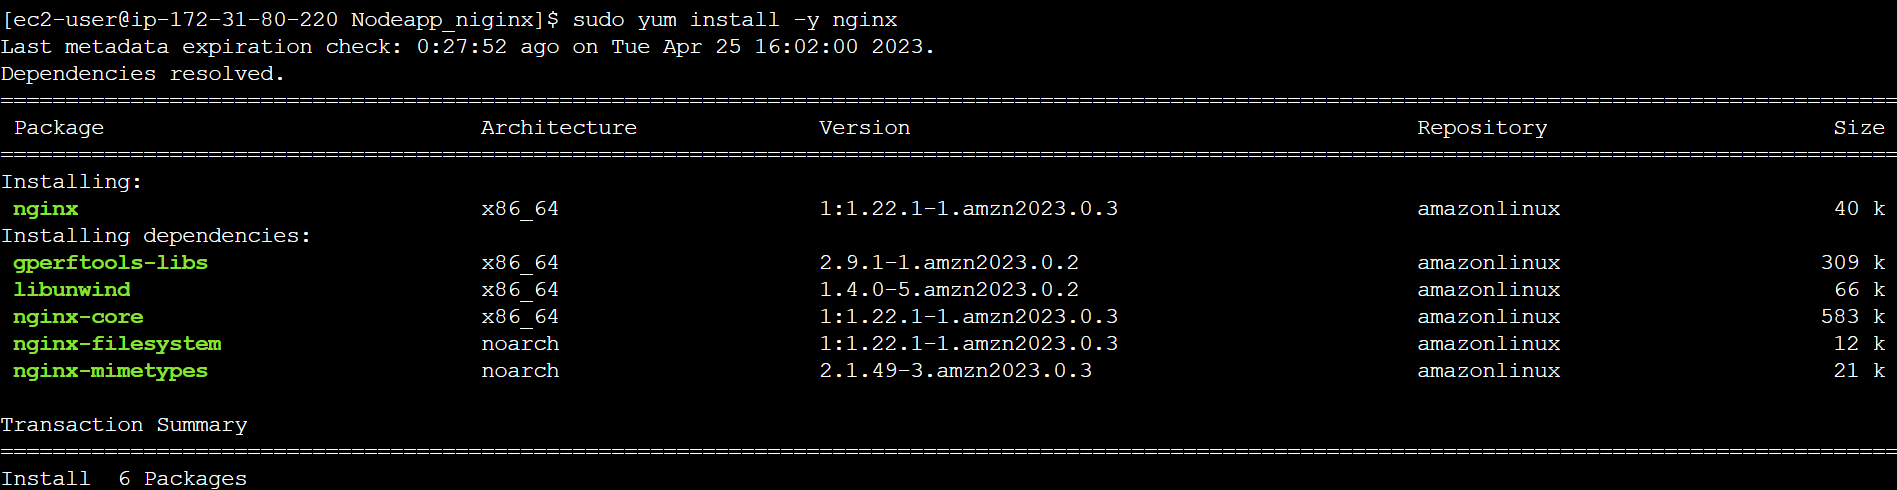 [ec2-user@ip-172-31-80-220 Nodeapp_niginx]$ sudo yum install -y nginx
Last metadata expiration check: 0:27:52 ago on Tue Apr 25 16:02:00 2023.
Dependencies resolved.
================================================================================================================================================
Package Architecture Version Repository Size
================================================================================================================================================
Installing:
nginx x86_64 1:1.22.1-1.amzn2023.0.3 amazonlinux 40 k
Installing dependencies:
gperftools-libs x86_64 2.9.1-1.amzn2023.0.2 amazonlinux 309 k
libunwind x86_64 1.4.0-5.amzn2023.0.2 amazonlinux 66 k
nginx-core x86_64 1:1.22.1-1.amzn2023.0.3 amazonlinux 583 k
nginx-filesystem noarch 1:1.22.1-1.amzn2023.0.3 amazonlinux 12 k
nginx-mimetypes noarch 2.1.49-3.amzn2023.0.3 amazonlinux 21 k
Transaction Summary
================================================================================================================================================
Install 6 Packages